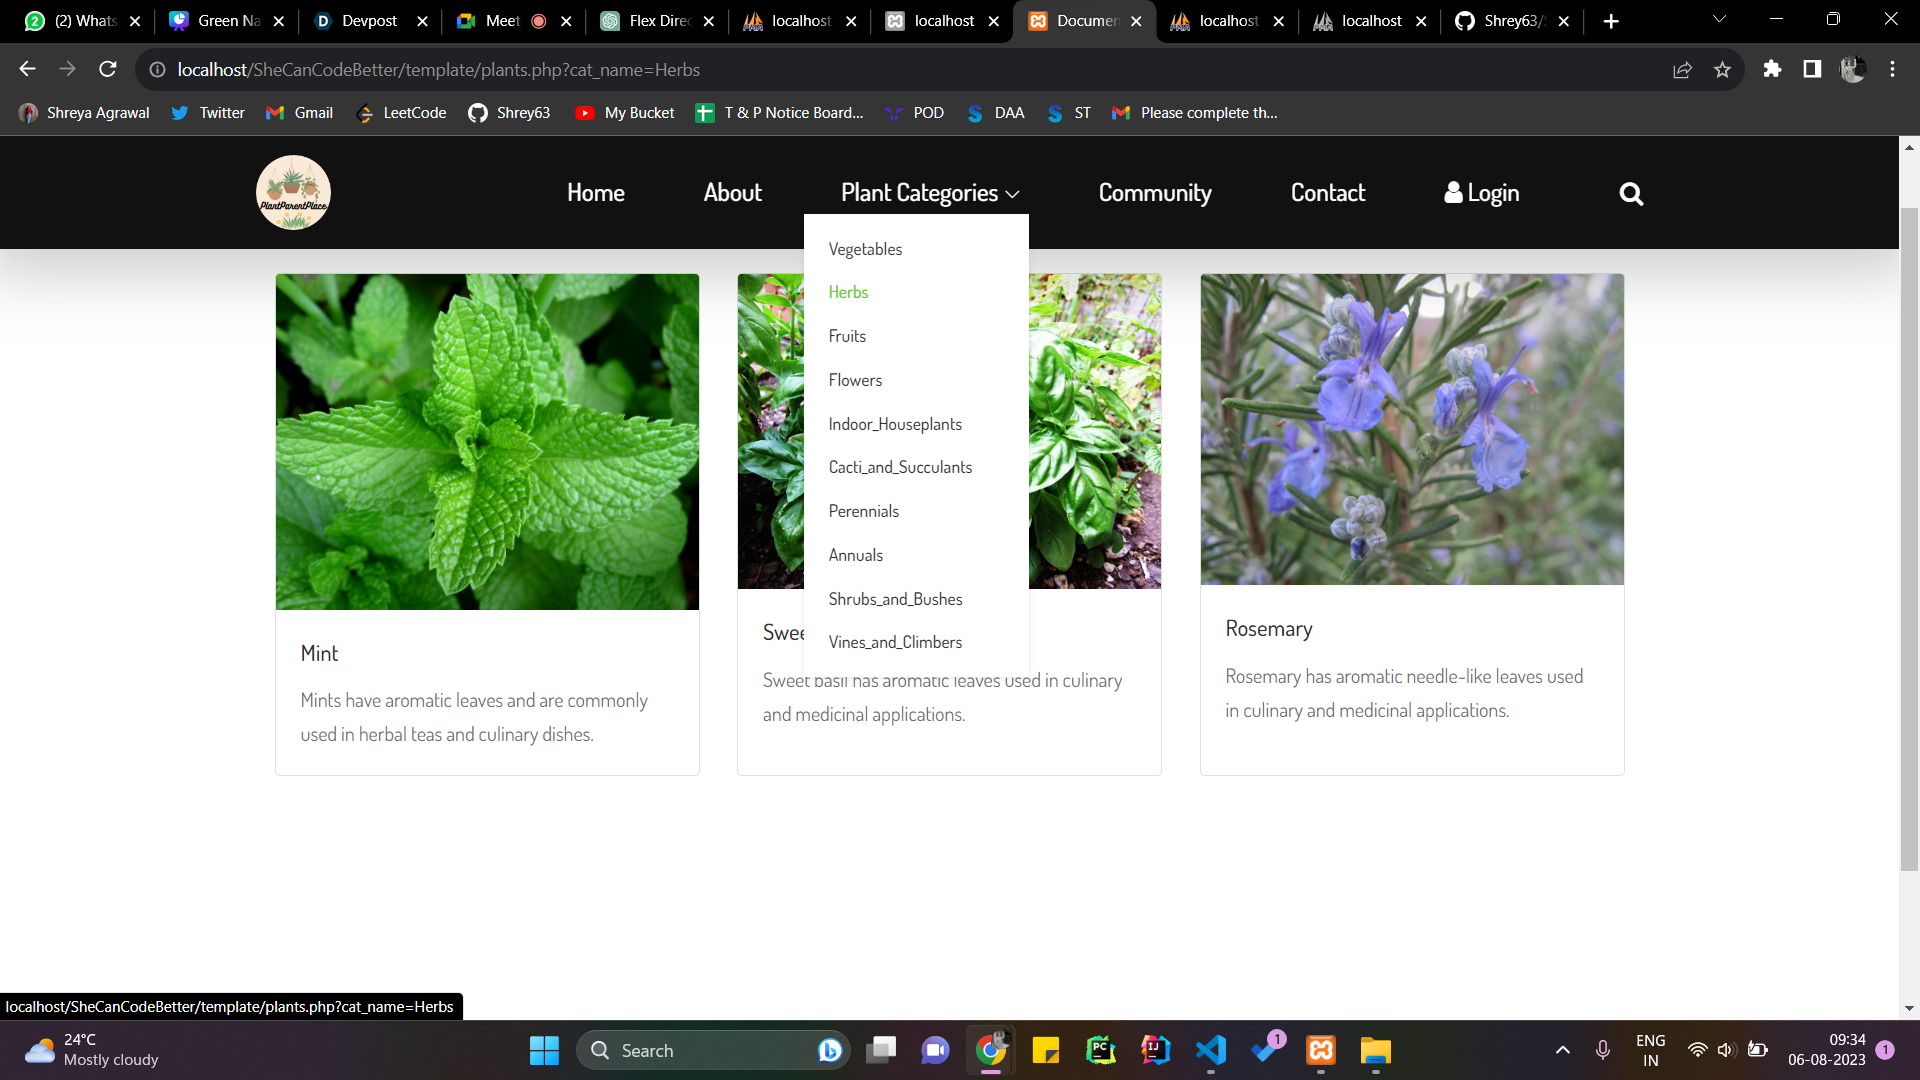 (2) Whats
Green Na
Devpost
Meet
Flex Direc
localhost
localhost
Documen
localhost
localhost
Shrey63/S
localhost/SheCanCodeBetter/template/plants.php?cat_name=Herbs
Shreya Agrawal
Twitter
Gmail
LeetCode
Shrey63
My Bucket
T & P Notice Board...
POD
DAA
ST
Please complete th...
PlantParentPlace
Home
About
Plant Categories
Community
Contact
Login
Vegetables
Herbs
Fruits
Flowers
Indoor_Houseplants
Cacti_and_Succulants
Perennials
Annuals
Shrubs_and_Bushes
Vines_and_Climbers
Mint
Mints have aromatic leaves and are commonly
used in herbal teas and culinary dishes.
Swee
Sweet basil has aromatic leaves used in culinary
and medicinal applications.
Rosemary
Rosemary has aromatic needle-like leaves used
in culinary and medicinal applications.
localhost/SheCanCodeBetter/template/plants.php?cat_name=Herbs
24°C
Mostly cloudy
Search
PC
IJ
1
ENG
IN
09:34
06-08-2023
1